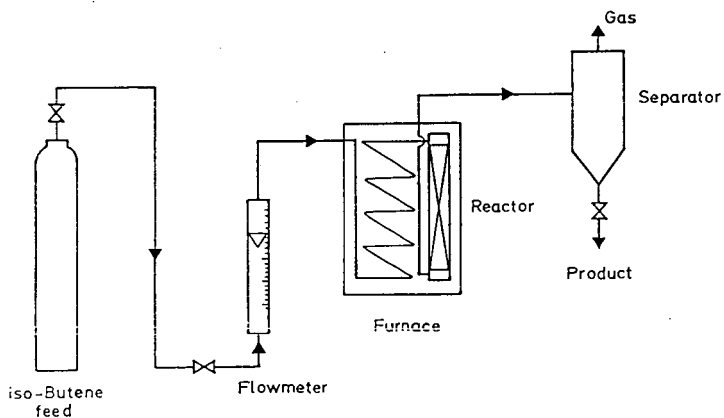 Gas
Separator
Reactor
Product
Furnace
Flowmeter
iso-Butene
feed